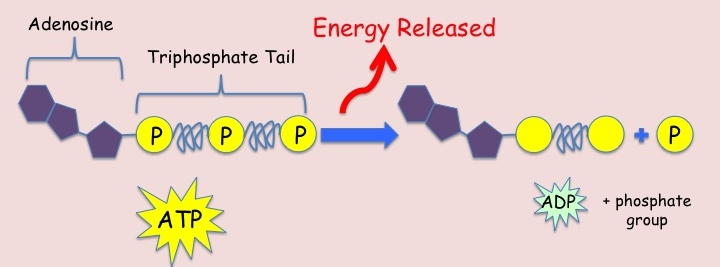 Adenosine
Energy Released
Triphosphate Tail
P P P
P
ATP
ADP
+ phosphate
group